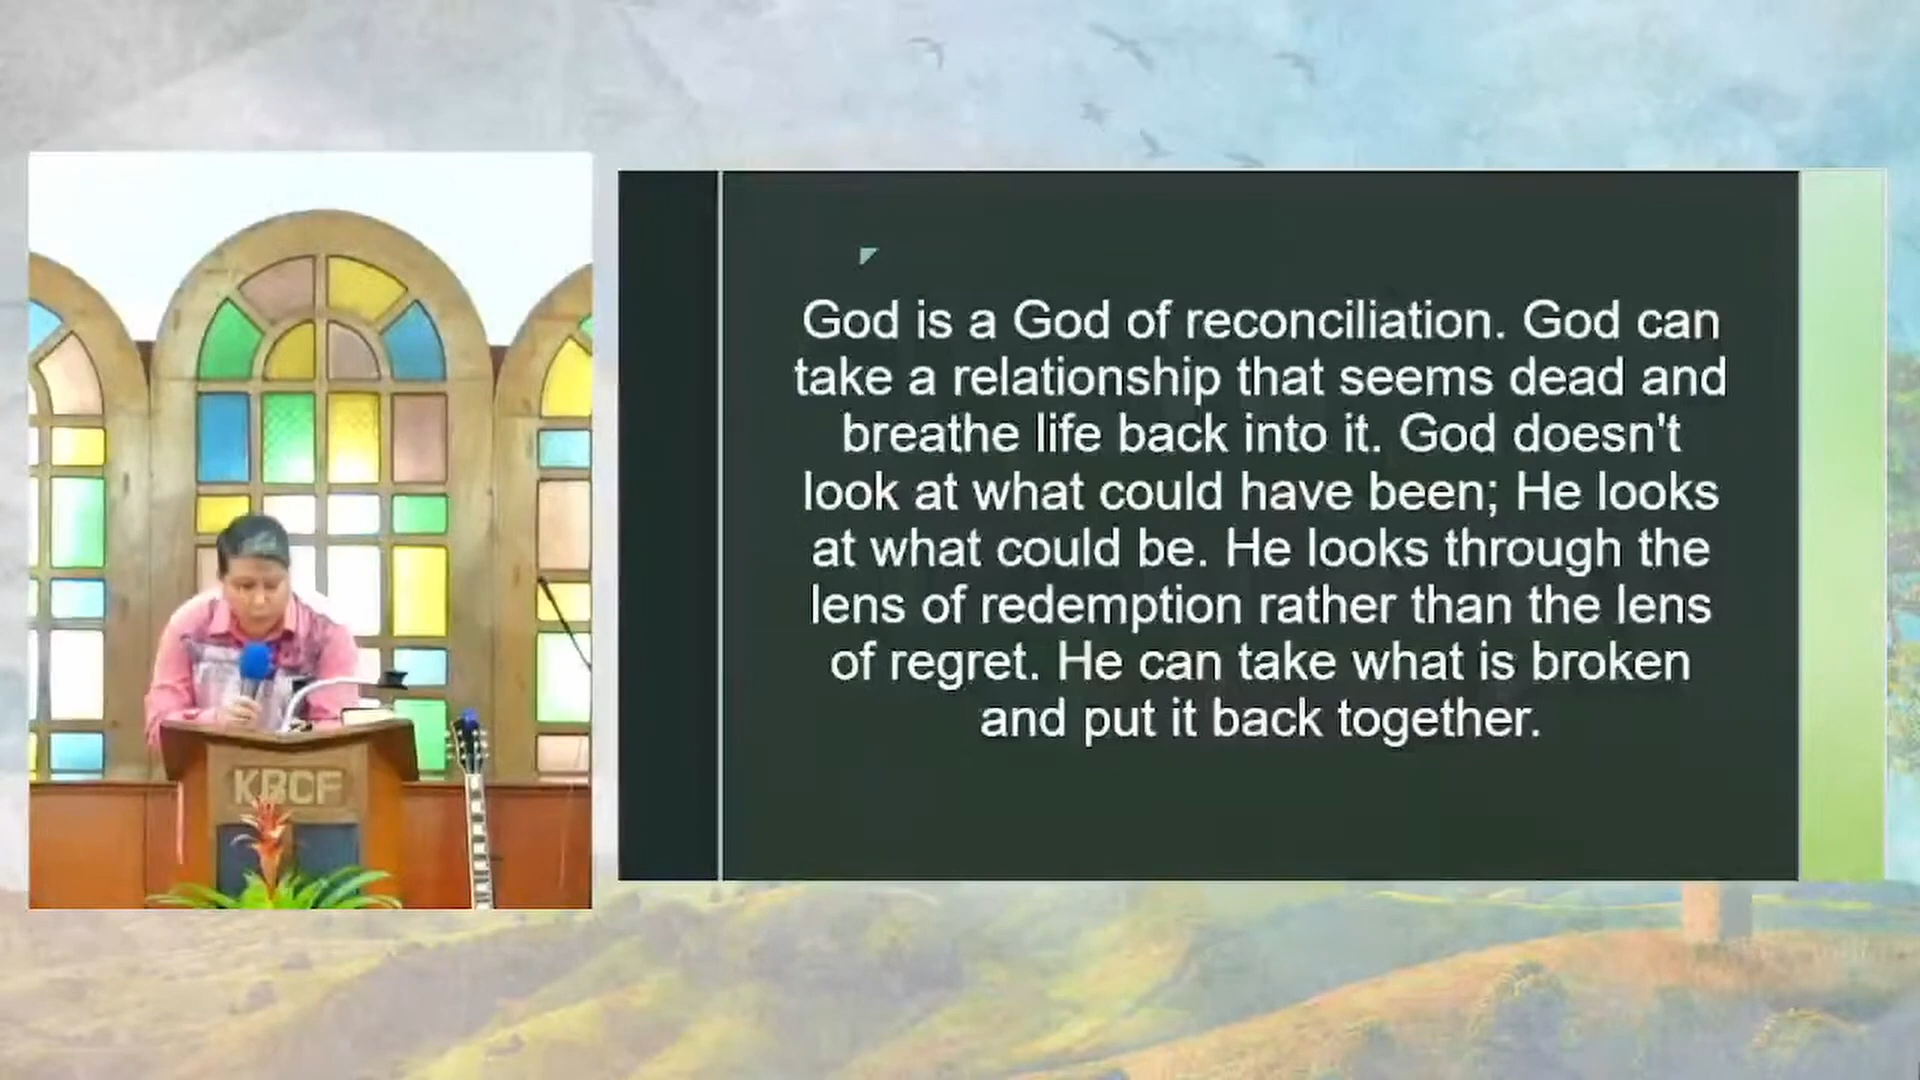 God is a God of reconciliation. God can
take a relationship that seems dead and
breathe life back into it. God doesn't
look at what could have been; He looks
at what could be. He looks through the
lens of redemption rather than the lens
of regret. He can take what is broken
and put it back together.
KBCF